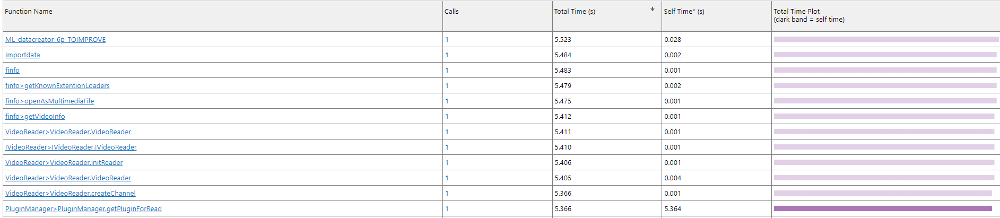 Function Name Calls Total Time (s) Self Time* (s) Total Time Plot
(dark band = self time)
ML_datacreator_6p_TOIMPROVE 1 5.523 0.028
importdata 1 5.484 0.002
finfo 1 5.483 0.001
finfo>getKnownExtentionLoaders 1 5.479 0.002
finfo>openAsMultimediaFile 1 5.475 0.001
finfo>getVideoInfo 1 5.412 0.001
VideoReader>VideoReader.VideoReader 1 5.411 0.001
IVideoReader>IVideoReader.IVideoReader 1 5.410 0.001
VideoReader>VideoReader.initReader 1 5.406 0.001
VideoReader>VideoReader.VideoReader 1 5.405 0.004
VideoReader>VideoReader.createChannel 1 5.366 0.001
PluginManager>PluginManager.getPluginForRead 1 5.366 5.364